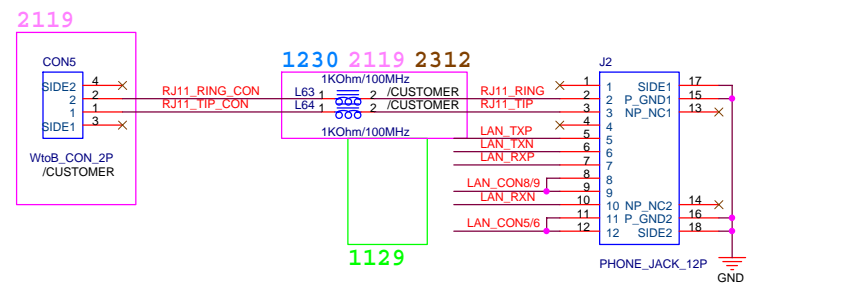 2119
1230 2119 2312
CON5
J2
1KOhm/100MHz
SIDE2 4
RJ11_RING_CON L63 1 2 /CUSTOMER RJ11_RING
2 2
RJ11_TIP_CON L64 1 2 /CUSTOMER RJ11_TIP
1 1
SIDE1 3
1KOhm/100MHz
WtoB_CON_2P
/CUSTOMER
1 1 SIDE1 17
2 2 P_GND1 15
3 3 NP_NC1 13
4 4
LAN_TXP 5 5
LAN_TXN 6 6
LAN_RXP 7 7
8 8
LAN_CON8/9 9 9
LAN_RXN 10 10 NP_NC2 14
11 11 P_GND2 16
LAN_CON5/6 12 12 SIDE2 18
1129
PHONE_JACK_12P
GND